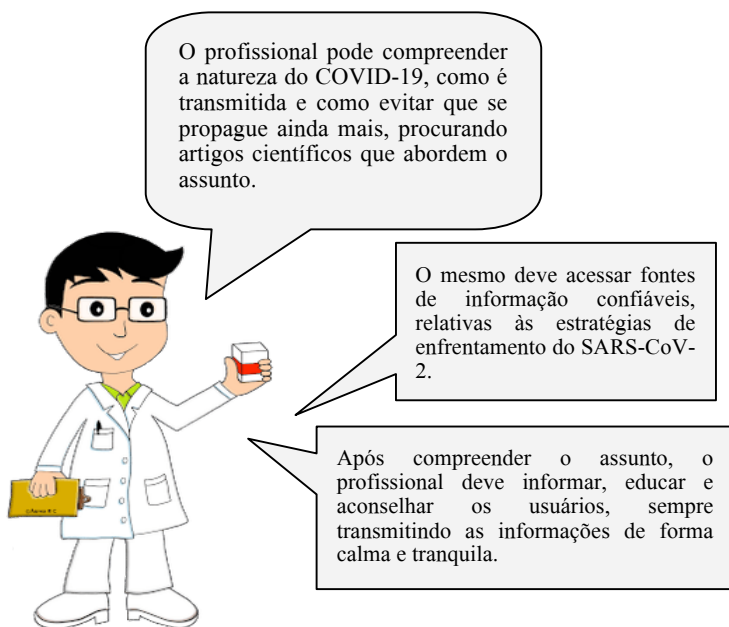 O profissional pode compreender
a natureza do COVID-19, como é
transmitida e como evitar que se
propague ainda mais, procurando
artigos científicos que abordem o
assunto.
O mesmo deve acessar fontes
de informação confiáveis,
relativas às estratégias de
enfrentamento do SARS-CoV-
2.
Após compreender o assunto, o
profissional deve informar, educar e
aconselhar os usuários, sempre
transmitindo as informações de forma
calma e tranquila.